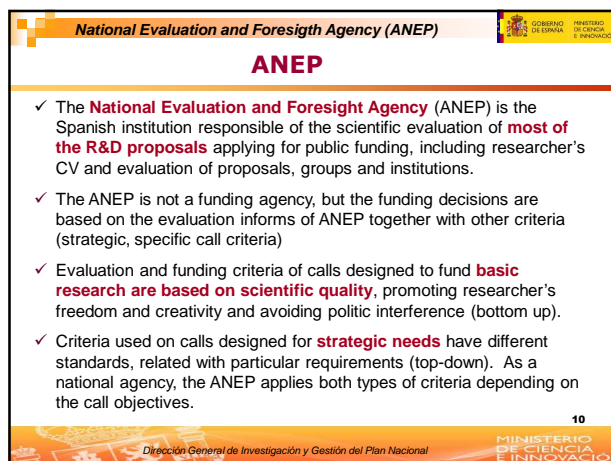 National Evaluation and Foresigth Agency (ANEP)
GOBIERNO
DE ESPAÑA
MINISTERIO
DE CIENCIA
E INNOVACIÓ
ANEP
✓ The National Evaluation and Foresight Agency (ANEP) is the
Spanish institution responsible of the scientific evaluation of most of
the R&D proposals applying for public funding, including researcher's
CV and evaluation of proposals, groups and institutions.
✓ The ANEP is not a funding agency, but the funding decisions are
based on the evaluation informs of ANEP together with other criteria
(strategic, specific call criteria)
✓ Evaluation and funding criteria of calls designed to fund basic
research are based on scientific quality, promoting researcher's
freedom and creativity and avoiding politic interference (bottom up).
✓ Criteria used on calls designed for strategic needs have different
standards, related with particular requirements (top-down). As a
national agency, the ANEP applies both types of criteria depending on
the call objectives.
10
Dirección General de Investigación y Gestión del Plan Nacional
MINISTERIO
DE CIENCIA
E INNOVACIÓ